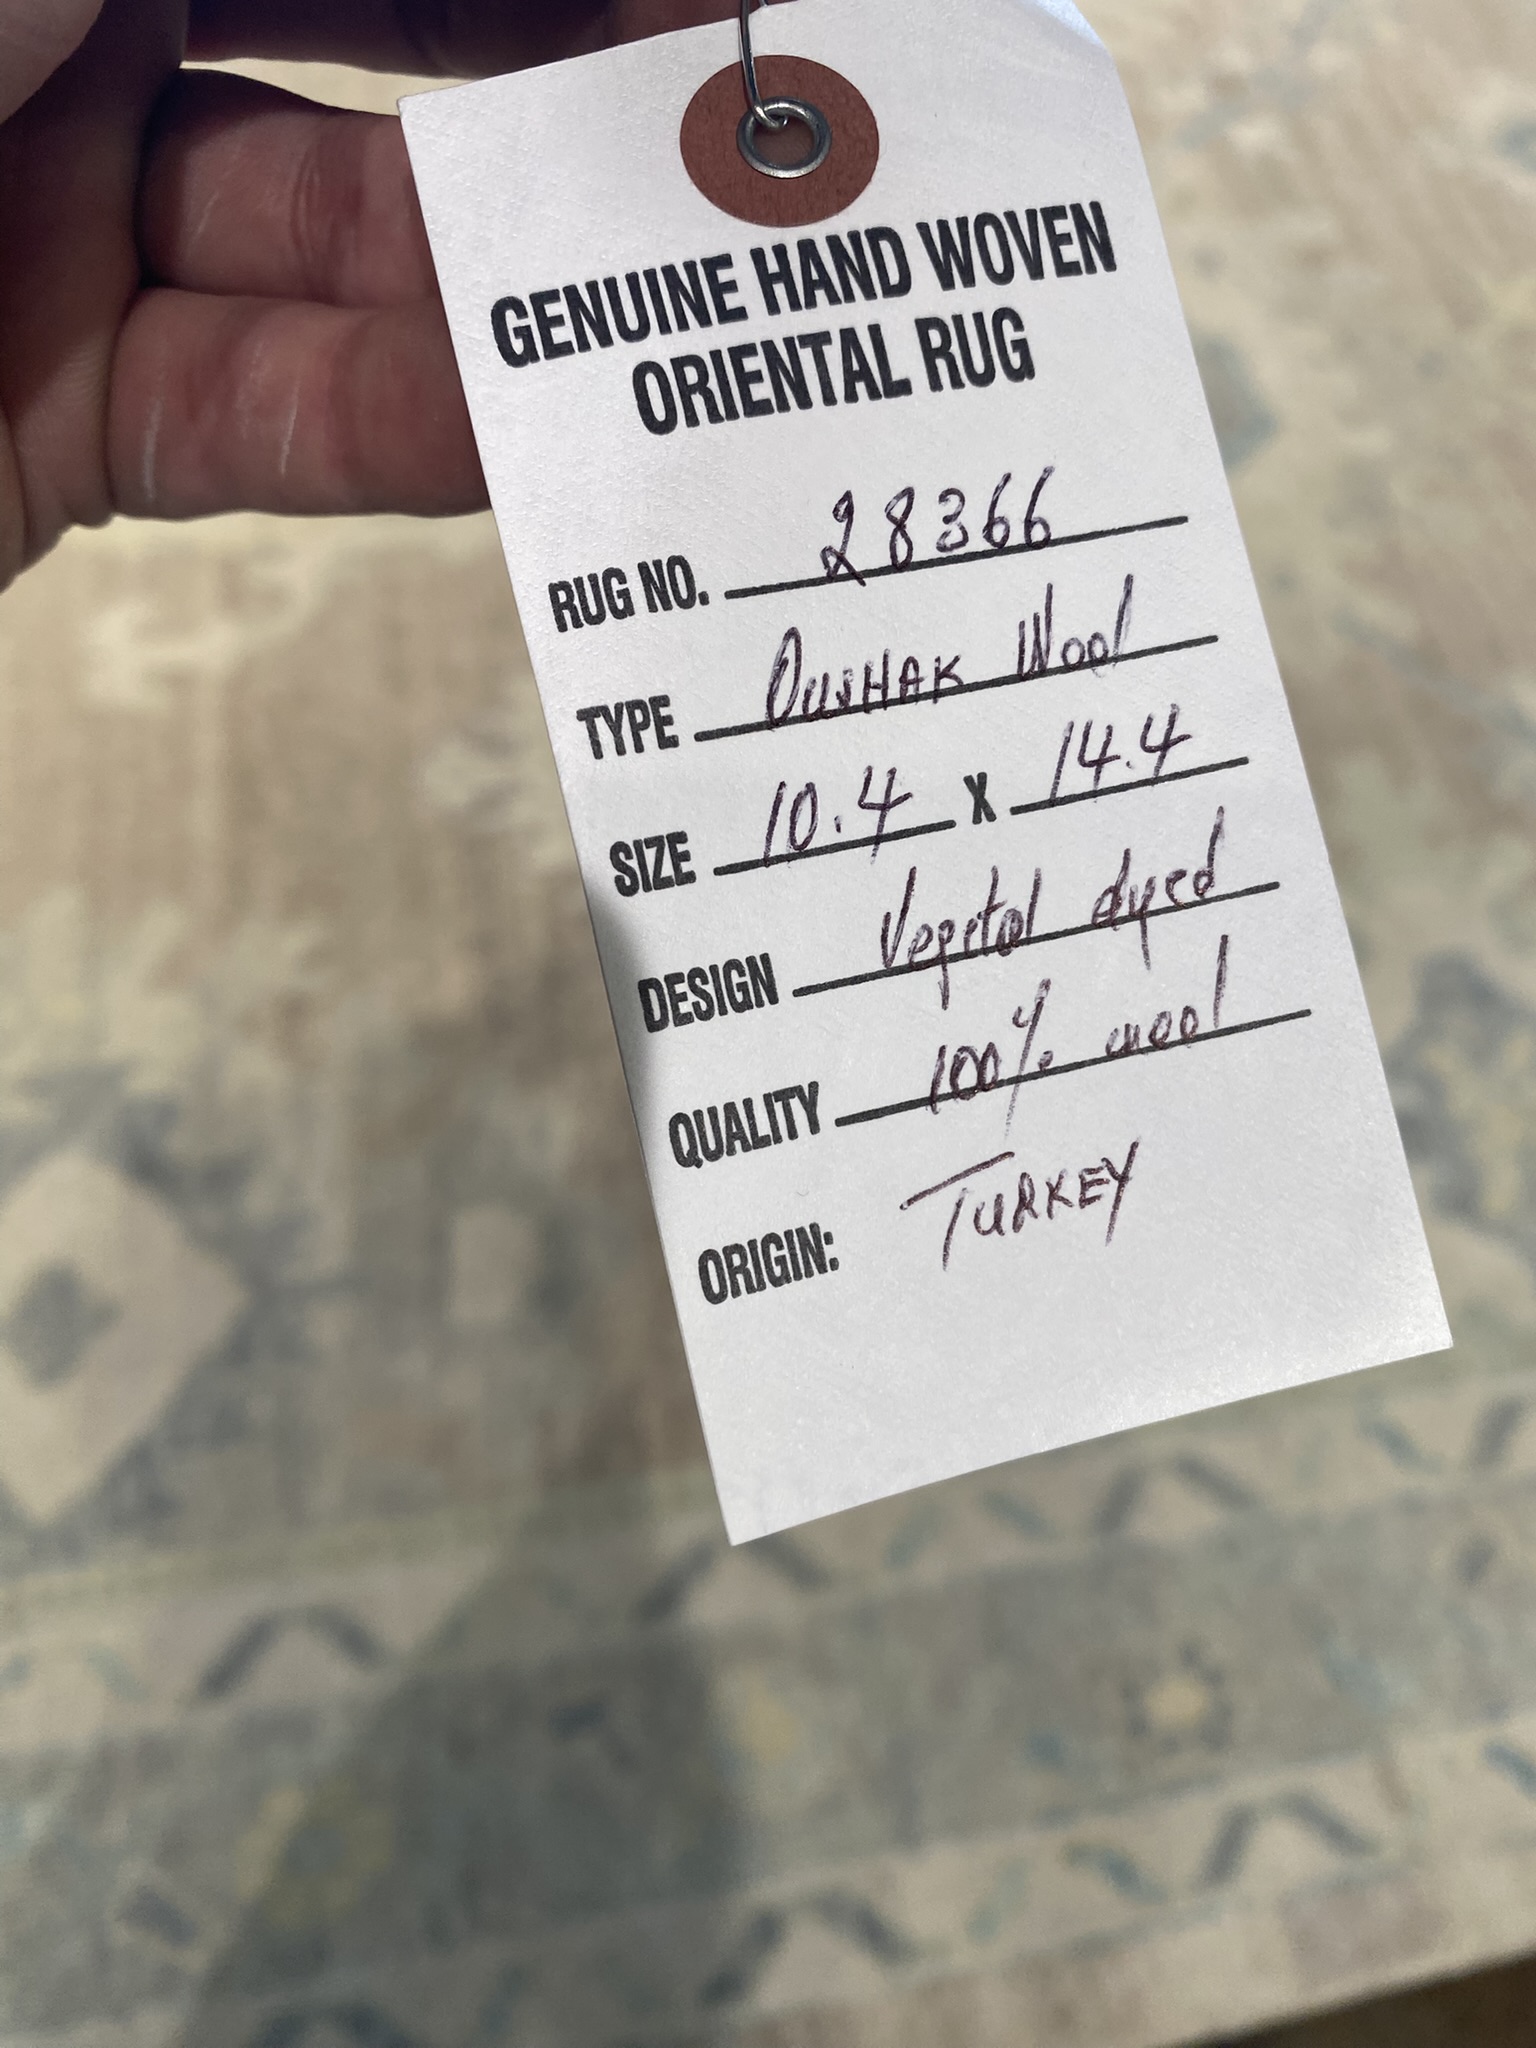 GENUINE HAND WOVEN
ORIENTAL RUG
RUG NO. 28366
TYPE OUSHAK Wool
SIZE 10.4 X 14.4
DESIGN Vegetal dyed
QUALITY 100% wool
ORIGIN: TURKEY